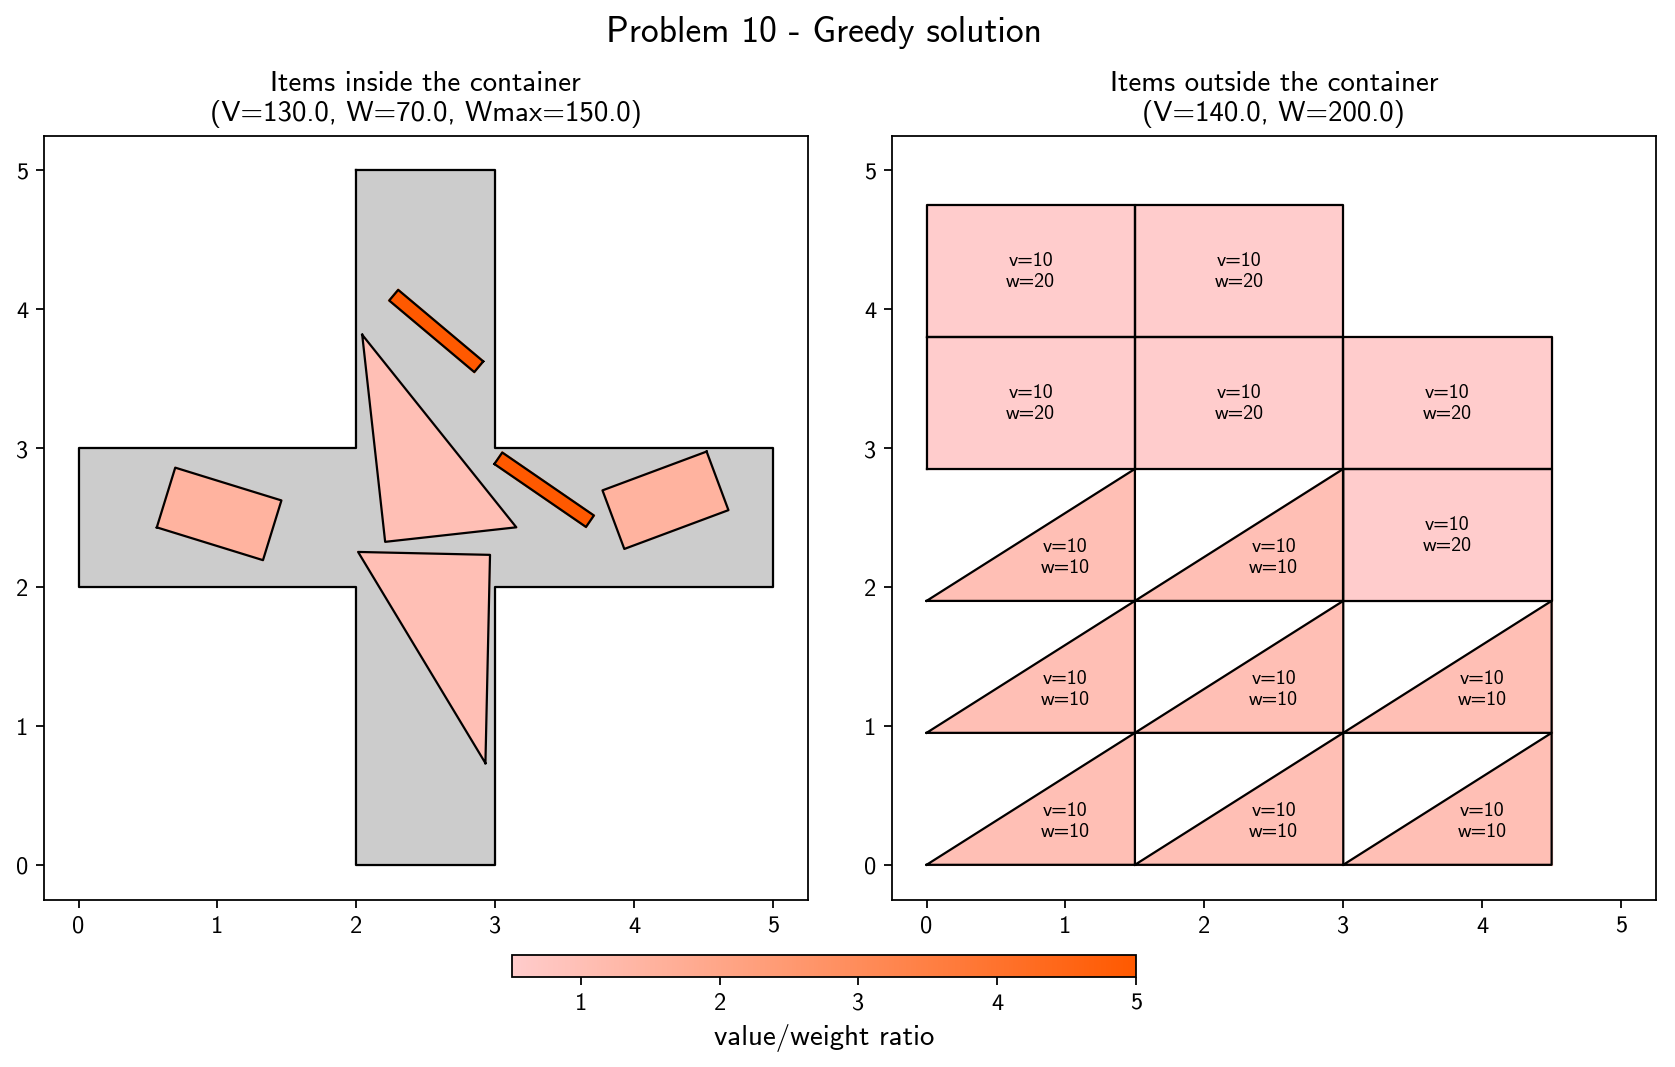 Problem 10 - Greedy solution
Items inside the container
(V=130.0, W=70.0, Wmax=150.0)
5
4
3
2
1
0
0 1 2 3 4 5
Items outside the container
(V=140.0, W=200.0)
5
4
3
2
1
0
v=10
w=20
v=10
w=20
v=10
w=20
v=10
w=20
v=10
w=20
v=10
w=10
v=10
w=10
v=10
w=20
v=10
w=10
v=10
w=10
v=10
w=10
v=10
w=10
v=10
w=10
v=10
w=10
0 1 2 3 4 5
1 2 3 4 5
value/weight ratio